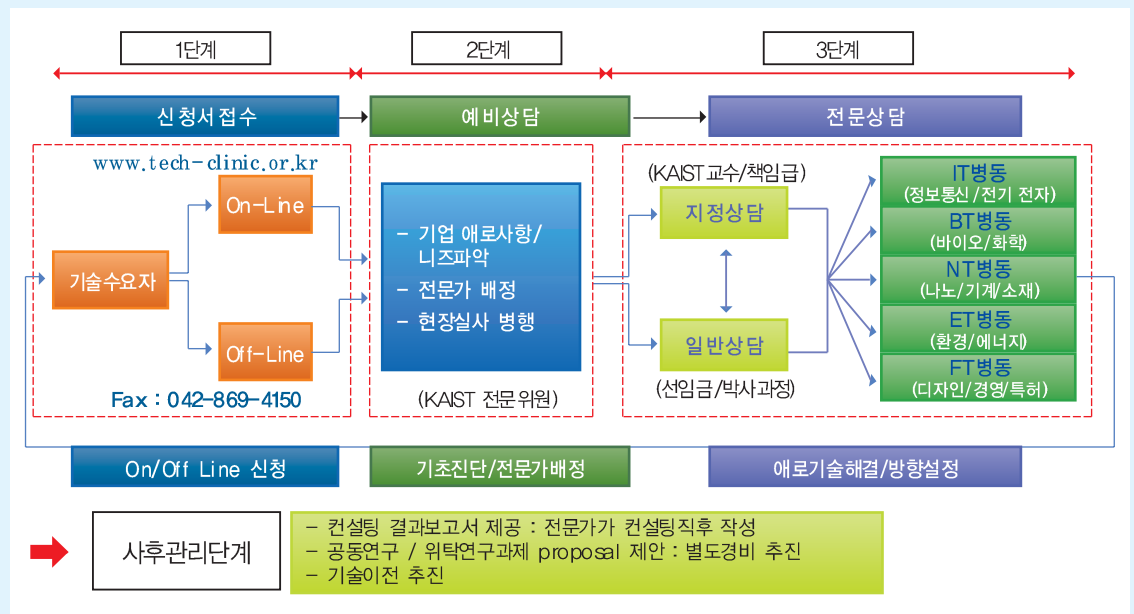 1단계
2단계
3단계
신청서접수
예비상담
전문상담
www.tech-clinic.or.kr
기술수요자
On-Line
Off-Line
Fax : 042-869-4150
- 기업 애로사항/
니즈파악
- 전문가 배정
- 현장실사 병행
(KAIST 전문위원)
(KAIST교수/책임급)
지정상담
일반상담
(선임금/박사과정)
IT병동
(정보통신/전기 전자)
BT병동
(바이오/화학)
NT병동
(나노/기계/소재)
ET병동
(환경/에너지)
FT병동
(디자인/경영/특허)
On/Off Line 신청
기초진단/전문가배정
애로기술해결/방향설정
사후관리단계
- 컨설팅 결과보고서 제공 : 전문가가 컨설팅직후 작성
- 공동연구 / 위탁연구과제 proposal 제안 : 별도경비 추진
- 기술이전 추진